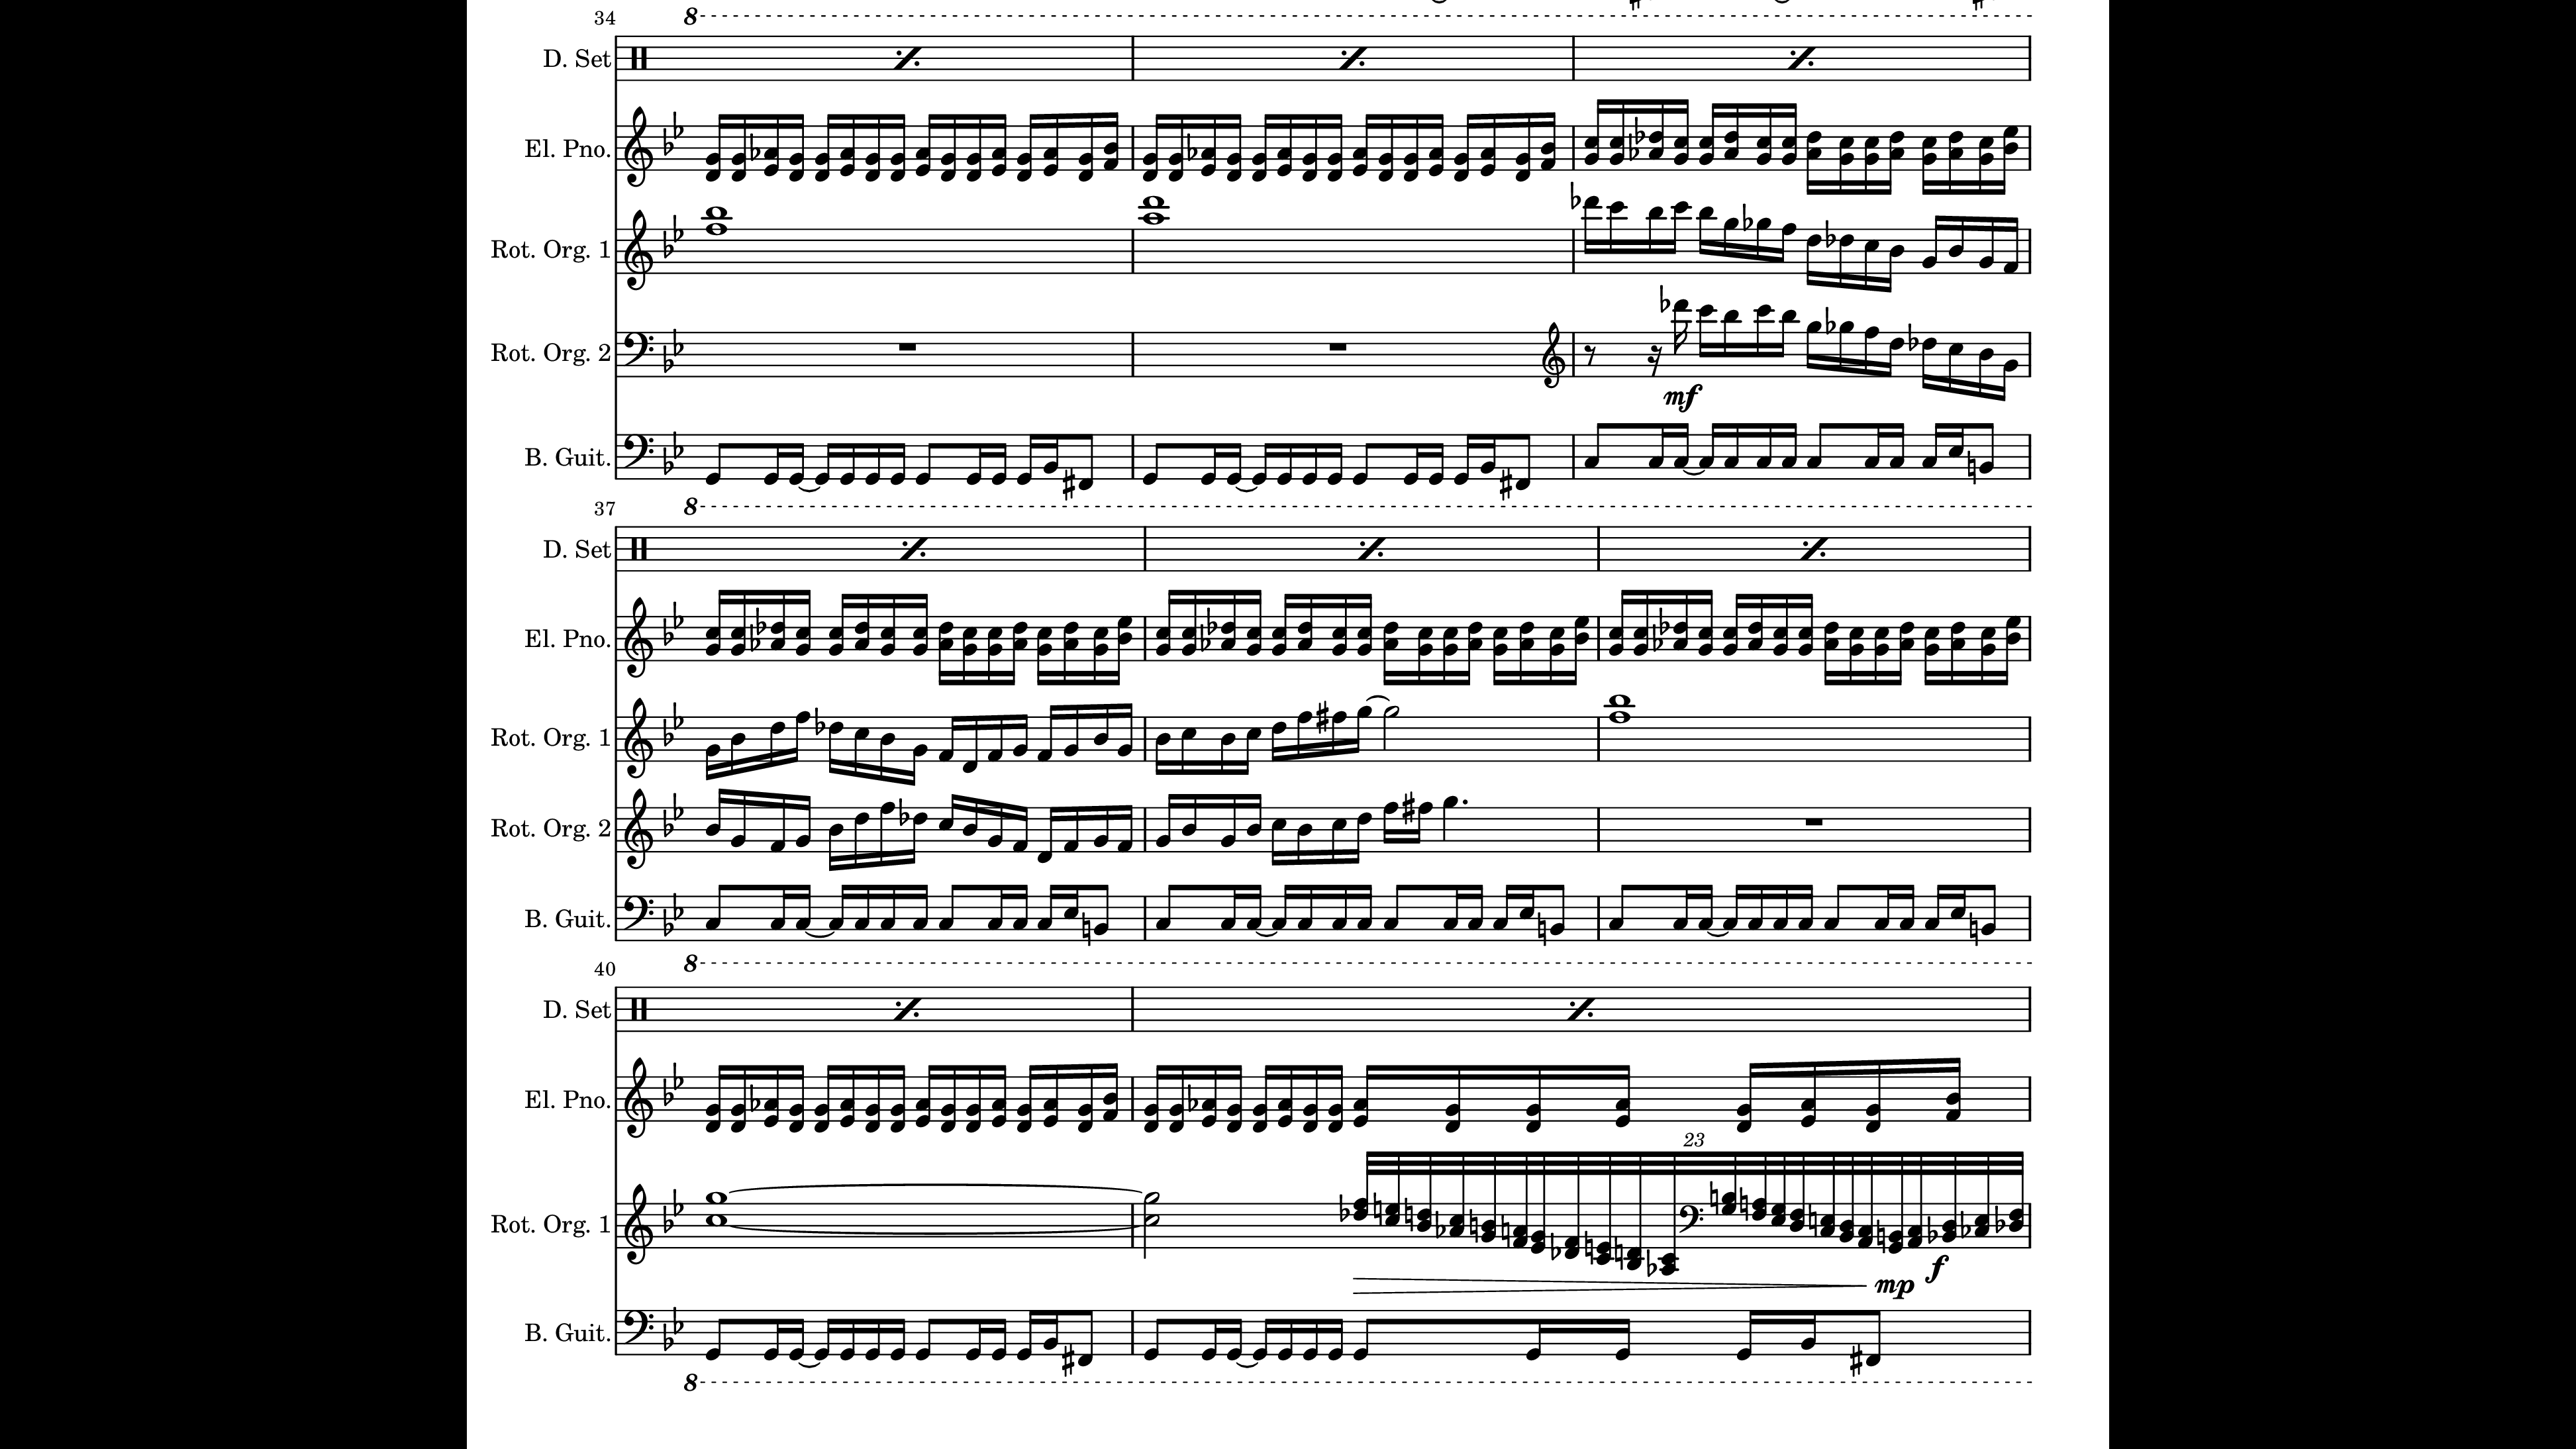 34
8
D. Set
El. Pno.
Rot. Org. 1
Rot. Org. 2
mf
B. Guit.
37
8
D. Set
El. Pno.
Rot. Org. 1
Rot. Org. 2
B. Guit.
40
8
D. Set
El. Pno.
23
Rot. Org. 1
mp f
B. Guit.
8